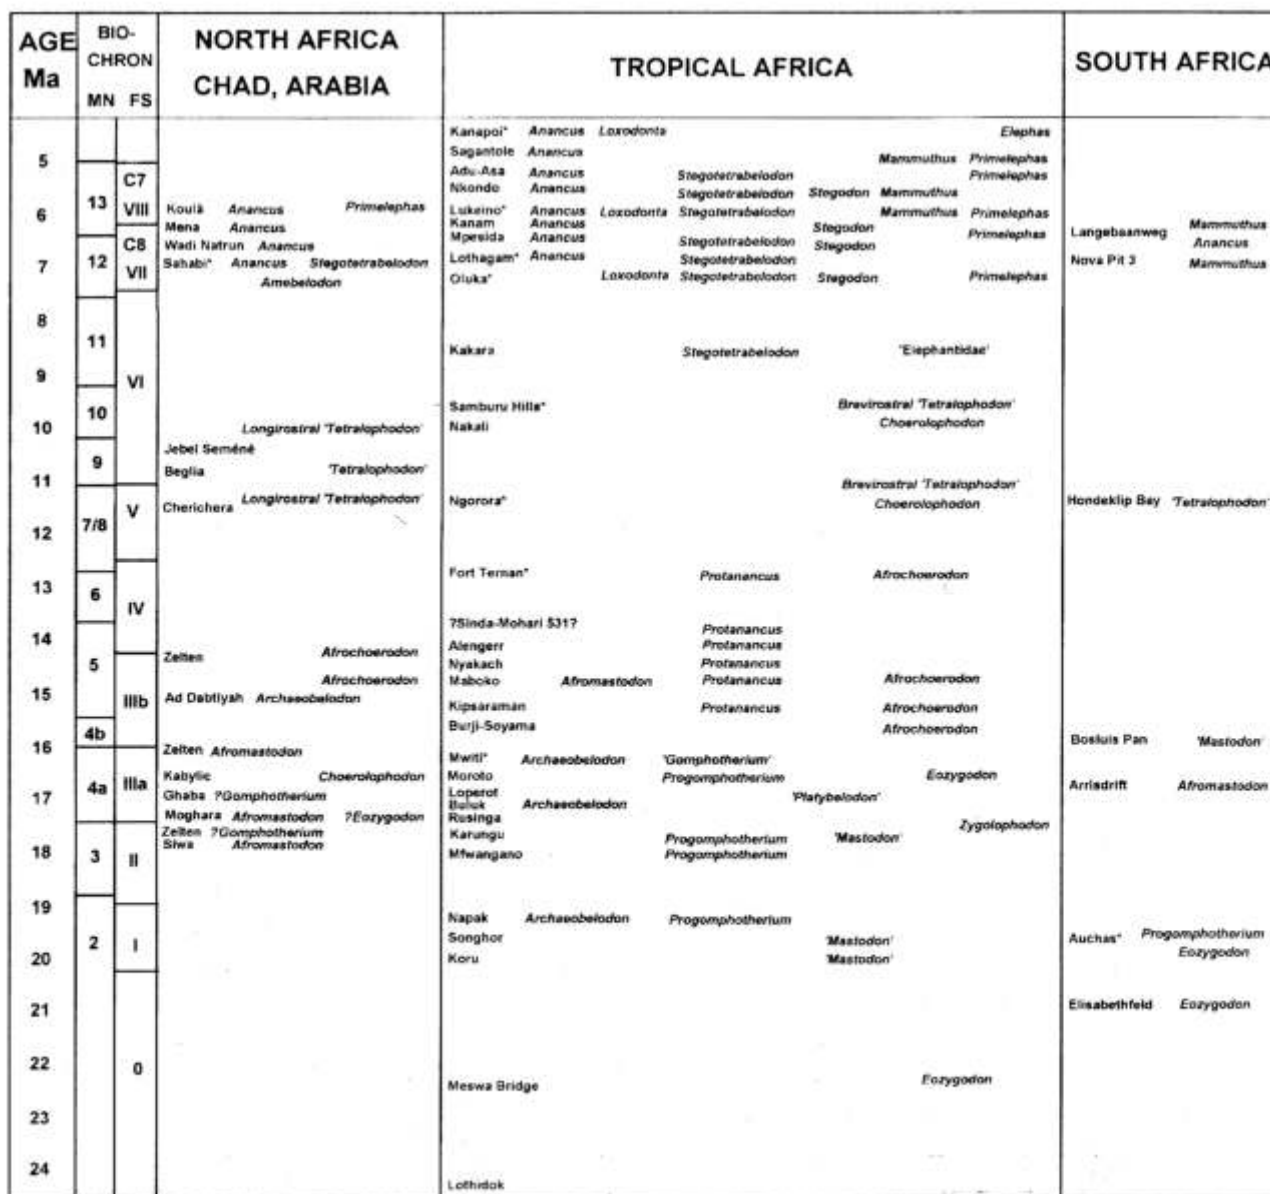 AGE Ma
BIO-CHRON
MN FS
NORTH AFRICA
CHAD, ARABIA
TROPICAL AFRICA
SOUTH AFRICA
5
6
7
8
9
10
11
12
13
14
15
16
17
18
19
20
21
22
23
24
13
12
11
10
9
7/8
6
5
4b
4a
3
2
C7
VIII
C8
VII
VI
V
IV
IIIb
IIIa
II
I
0
Koulà Anancus Primelephas
Mena Anancus
Wadi Natrun Anancus
Sahabi* Anancus Stegotetrabelodon
Amebelodon
Longirostral 'Tetralophodon'
Jebel Seméné
Beglia 'Tetralophodon'
Cherichera Longirostral 'Tetralophodon'
Zelten Afrochoerodon
Afrochoerodon
Ad Dabtiyah Archaeobelodon
Zelten Afromastodon
Kabylie Choerolophodon
Ghaba ?Gomphotherium
Moghara Afromastodon ?Eozygodon
Zelten ?Gomphotherium
Siwa Afromastodon
Kanapoi* Anancus Loxodonta Elephas
Sagantole Anancus Mammuthus Primelephas
Adu-Asa Anancus Stegotetrabelodon Primelephas
Nkondo Anancus Stegotetrabelodon Stegodon Mammuthus
Lukeino* Anancus Loxodonta Stegotetrabelodon Mammuthus Primelephas
Kanam Anancus Stegodon Primelephas
Mpesida Anancus Stegotetrabelodon Stegodon
Lothagam* Anancus Stegotetrabelodon
Oluka* Loxodonta Stegotetrabelodon Stegodon Primelephas
Kakara Stegotetrabelodon 'Elephantidae'
Samburu Hills* Brevirostral 'Tetralophodon'
Nakali Choerolophodon
Brevirostral 'Tetralophodon'
Ngorora* Choerolophodon
Fort Ternan* Protanancus Afrochoerodon
?Sinda-Mohari 531? Protanancus
Alengerr Protanancus
Nyakach Protanancus
Maboko Afromastodon Protanancus Afrochoerodon
Kipsaraman Protanancus Afrochoerodon
Burji-Soyama Afrochoerodon
Mwiti* Archaeobelodon 'Gomphotherium'
Moroto Progomphotherium Eozygodon
Loperot 'Platybelodon'
Buluk Archaeobelodon
Rusinga Zygolophodon
Karungu Progomphotherium 'Mastodon'
Mfwangano Progomphotherium
Napak Archaeobelodon Progomphotherium
Songhor 'Mastodon'
Koru 'Mastodon'
Meswa Bridge Eozygodon
Lothidok
Langebaanweg Mammuthus
Anancus
Nova Pit 3 Mammuthus
Hondeklip Bay 'Tetralophodon'
Bosluis Pan 'Mastodon'
Arrisdrift Afromastodon
Auchas* Progomphotherium
Eozygodon
Elisabethfeld Eozygodon